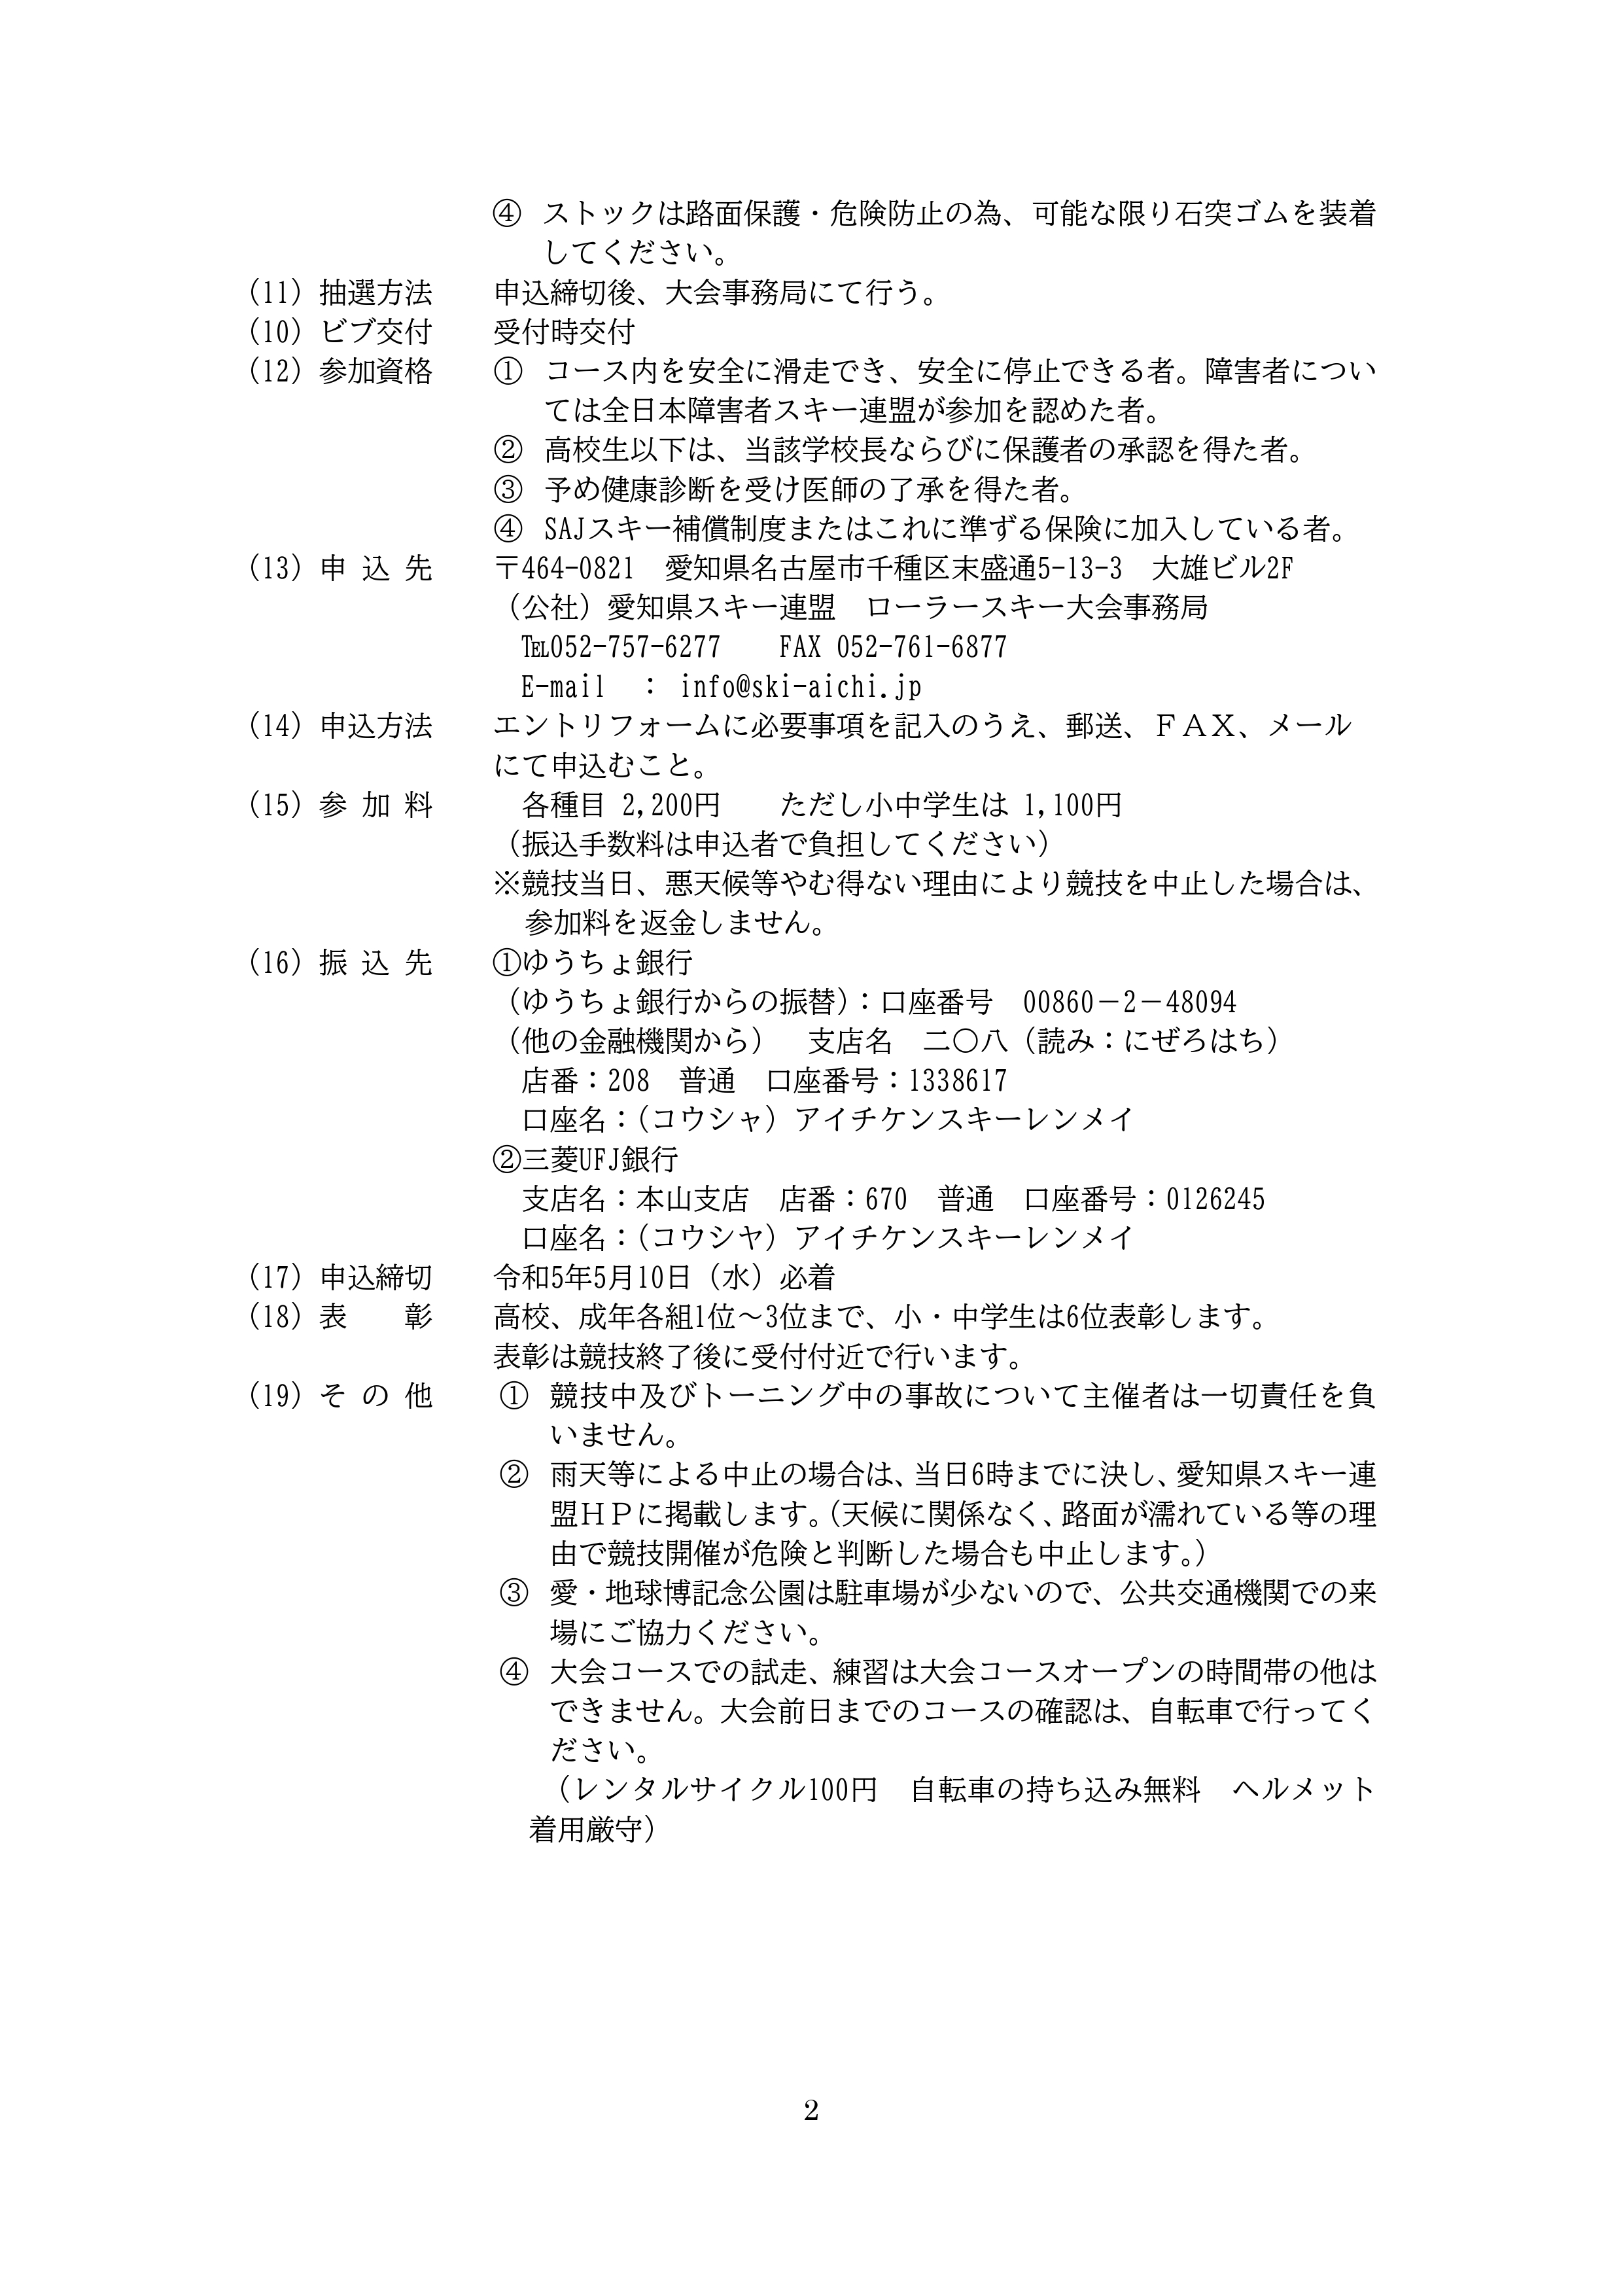 ④ ストックは路面保護・危険防止の為、可能な限り石突ゴムを装着
してください。
（11）抽選方法　　申込締切後、大会事務局にて行う。
（10）ビブ交付　　受付時交付
（12）参加資格　　① コース内を安全に滑走でき、安全に停止できる者。障害者につい
ては全日本障害者スキー連盟が参加を認めた者。
② 高校生以下は、当該学校長ならびに保護者の承認を得た者。
③ 予め健康診断を受け医師の了承を得た者。
④ SAJスキー補償制度またはこれに準ずる保険に加入している者。
（13）申 込 先　　〒464-0821　愛知県名古屋市千種区末盛通5-13-3　大雄ビル2F
（公社）愛知県スキー連盟　ローラースキー大会事務局
℡052-757-6277　　FAX 052-761-6877
E-mail　：　info@ski-aichi.jp
（14）申込方法　　エントリフォームに必要事項を記入のうえ、郵送、ＦＡＸ、メール
にて申込むこと。
（15）参 加 料　　各種目 2,200円　　ただし小中学生は 1,100円
（振込手数料は申込者で負担してください）
※競技当日、悪天候等やむ得ない理由により競技を中止した場合は、
参加料を返金しません。
（16）振 込 先　　①ゆうちょ銀行
（ゆうちょ銀行からの振替）：口座番号　00860－2－48094
（他の金融機関から）　支店名　二〇八（読み：にぜろはち）
店番：208　普通　口座番号：1338617
口座名：（コウシャ）アイチケンスキーレンメイ
②三菱UFJ銀行
支店名：本山支店　店番：670　普通　口座番号：0126245
口座名：（コウシヤ）アイチケンスキーレンメイ
（17）申込締切　　令和5年5月10日（水）必着
（18）表　　彰　　高校、成年各組1位～3位まで、小・中学生は6位表彰します。
表彰は競技終了後に受付付近で行います。
（19）そ の 他　　① 競技中及びトーニング中の事故について主催者は一切責任を負
いません。
② 雨天等による中止の場合は、当日6時までに決し、愛知県スキー連
盟ＨＰに掲載します。（天候に関係なく、路面が濡れている等の理
由で競技開催が危険と判断した場合も中止します。）
③ 愛・地球博記念公園は駐車場が少ないので、公共交通機関での来
場にご協力ください。
④ 大会コースでの試走、練習は大会コースオープンの時間帯の他は
できません。大会前日までのコースの確認は、自転車で行ってく
ださい。
（レンタルサイクル100円　自転車の持ち込み無料　ヘルメット
着用厳守）
2